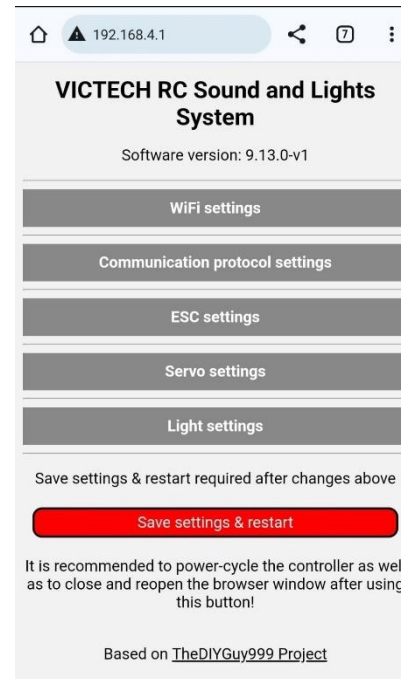 192.168.4.1
7
VICTECH RC Sound and Lights
System
Software version: 9.13.0-v1
WiFi settings
Communication protocol settings
ESC settings
Servo settings
Light settings
Save settings & restart required after changes above
Save settings & restart
It is recommended to power-cycle the controller as wel
as to close and reopen the browser window after using
this button!
Based on TheDIYGuy999 Project